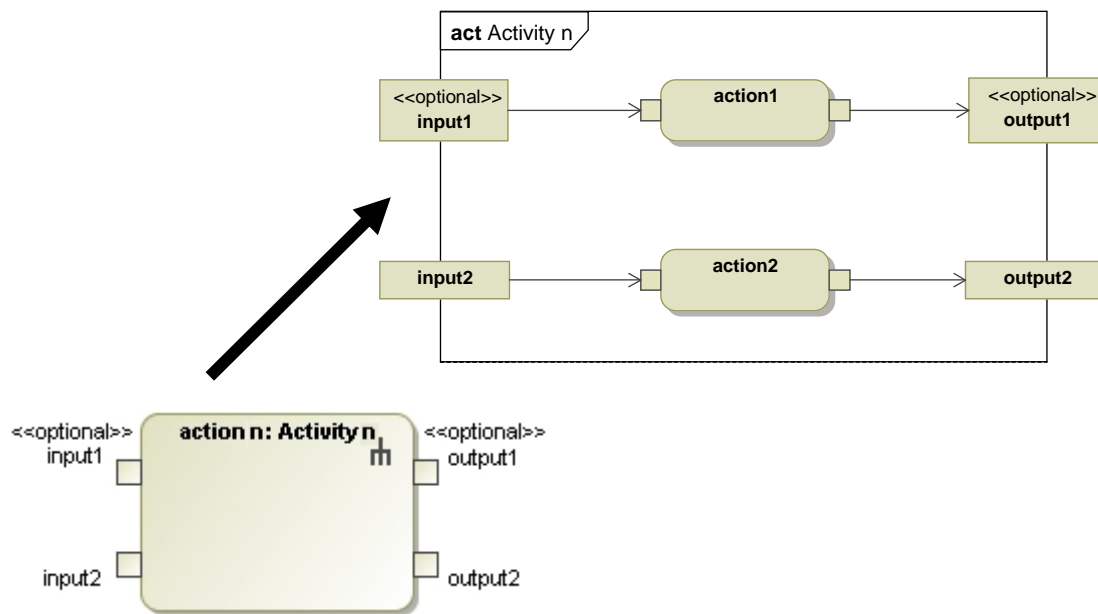 act Activity n
<<optional>>
input1
action1
<<optional>>
output1
input2
action2
output2
<<optional>>
input1
action n: Activity n
<<optional>>
output1
input2
output2